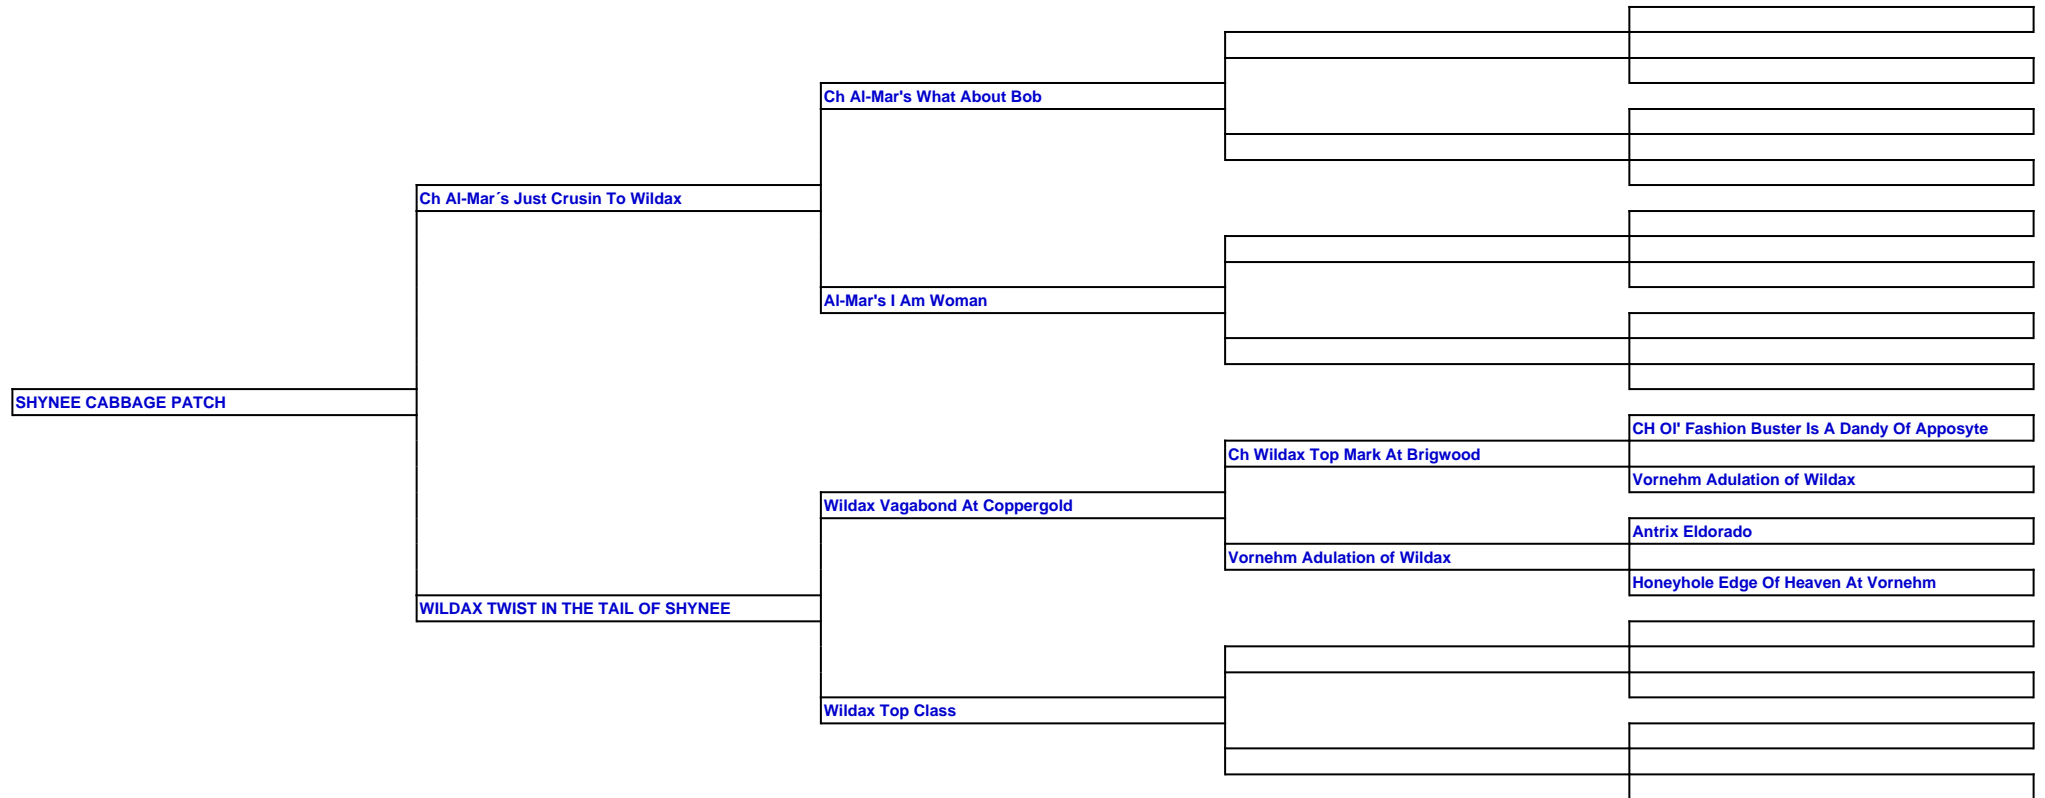 Ch Al-Mar's What About Bob
Ch Al-Mar´s Just Crusin To Wildax
Al-Mar's I Am Woman
SHYNEE CABBAGE PATCH
CH Ol' Fashion Buster Is A Dandy Of Apposyte
Ch Wildax Top Mark At Brigwood
Vornehm Adulation of Wildax
Wildax Vagabond At Coppergold
Antrix Eldorado
Vornehm Adulation of Wildax
Honeyhole Edge Of Heaven At Vornehm
WILDAX TWIST IN THE TAIL OF SHYNEE
Wildax Top Class